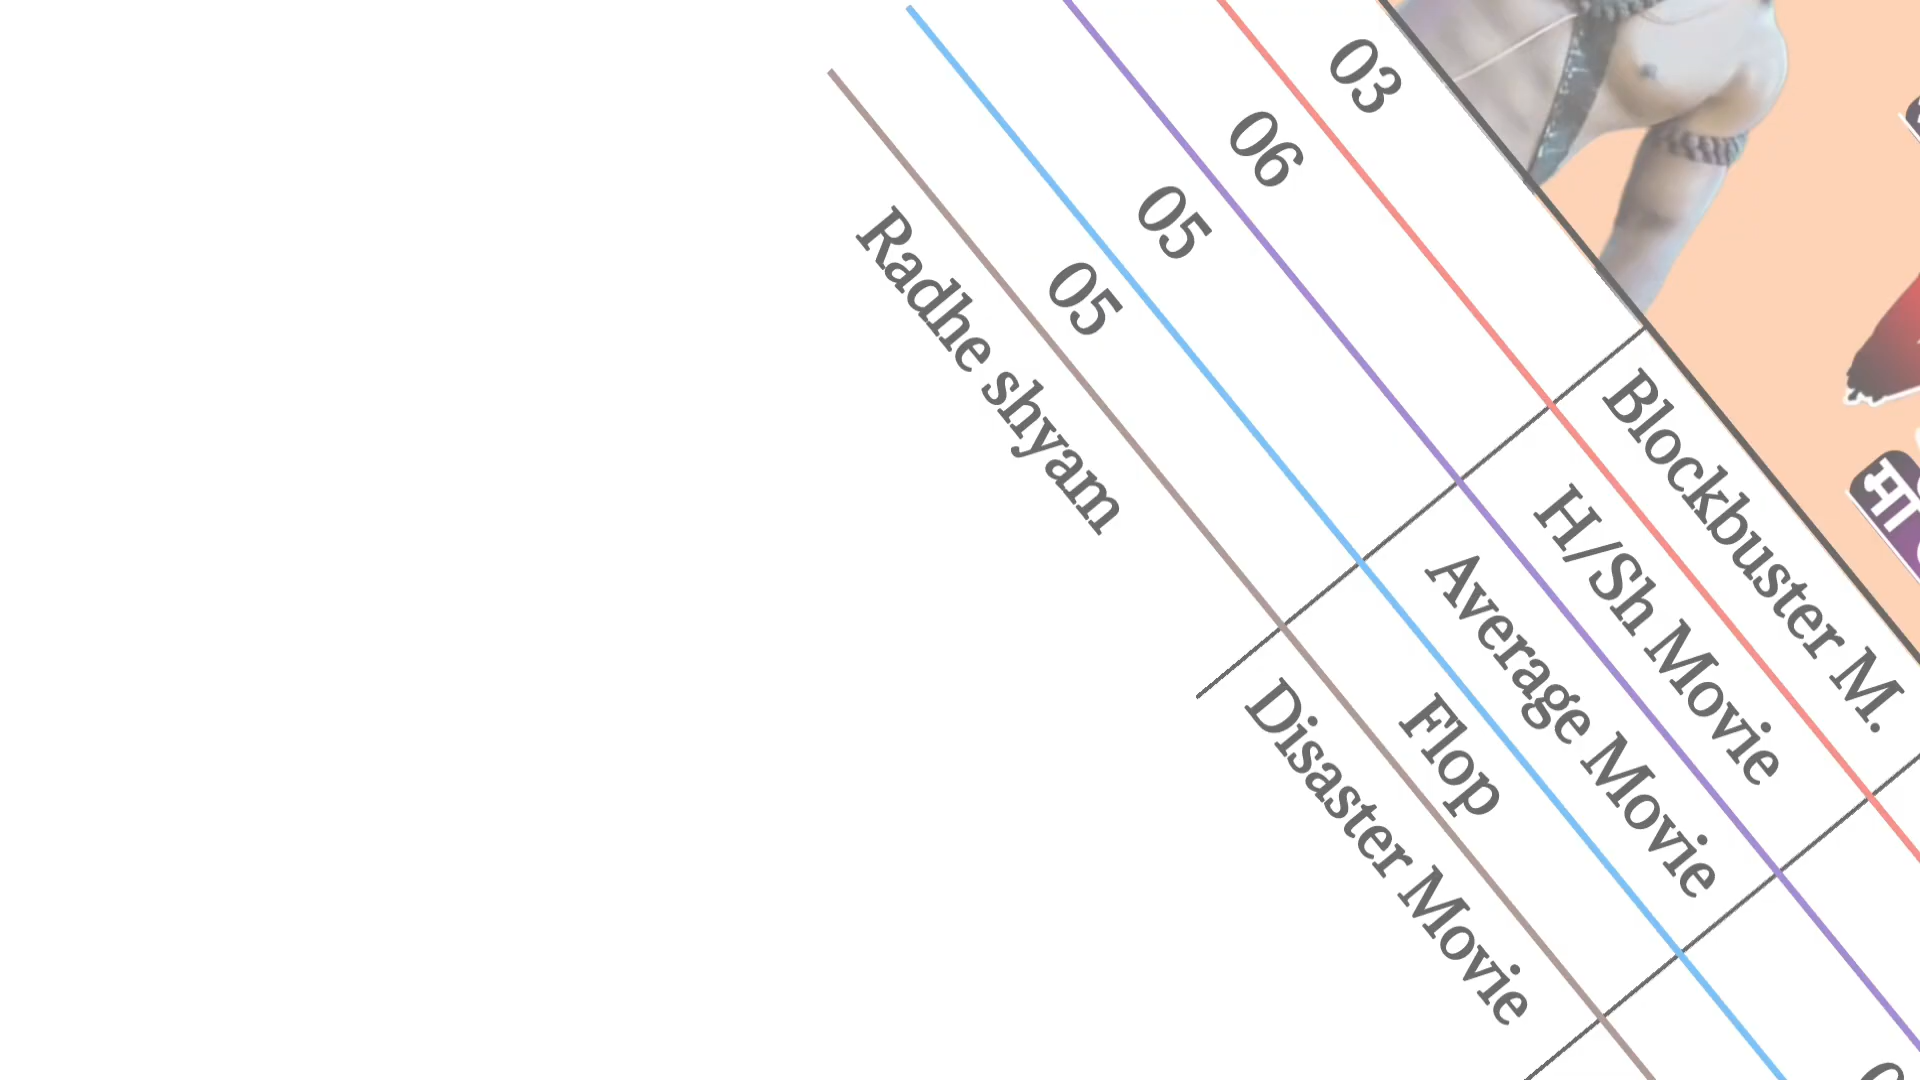 03
Blockbuster M.
06
H/Sh Movie
05
Average Movie
05
Flop
Radhe shyam
Disaster Movie
मा